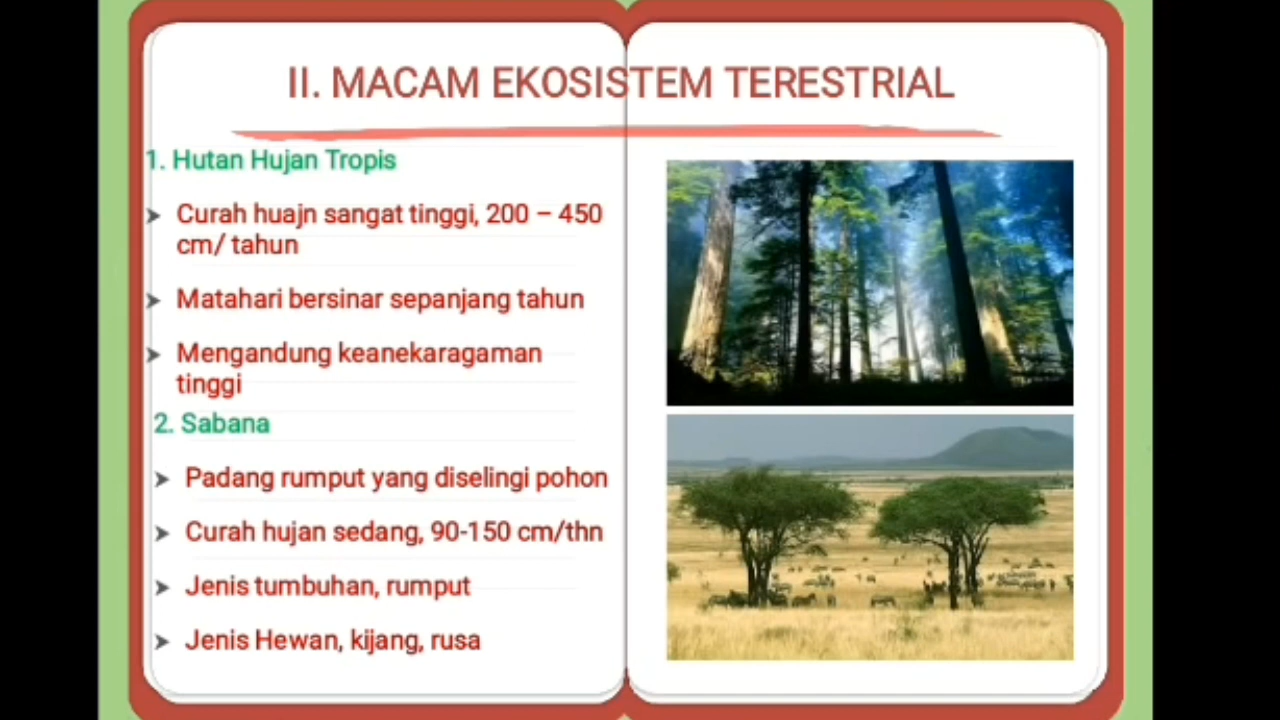 II. MACAM EKOSISTEM TERESTRIAL
1. Hutan Hujan Tropis
Curah huajn sangat tinggi, 200 – 450
cm/ tahun
Matahari bersinar sepanjang tahun
Mengandung keanekaragaman
tinggi
2. Sabana
Padang rumput yang diselingi pohon
Curah hujan sedang, 90-150 cm/thn
Jenis tumbuhan, rumput
Jenis Hewan, kijang, rusa